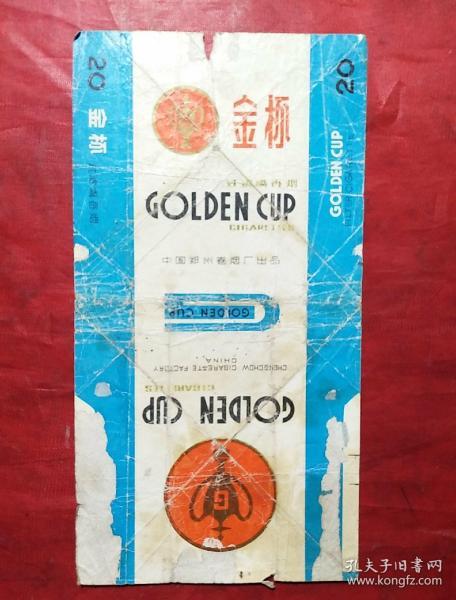 20 金杯
金杯
GOLDEN CUP
CIGARETTES
中国郑州卷烟厂出品
GOLDEN CUP
CHENGCHOW CIGARESTE FACTORY
CHINA
CIGARETTES
GOLDEN CUP
G
20
GOLDEN CUP
孔夫子旧书网
www.kongfz.com